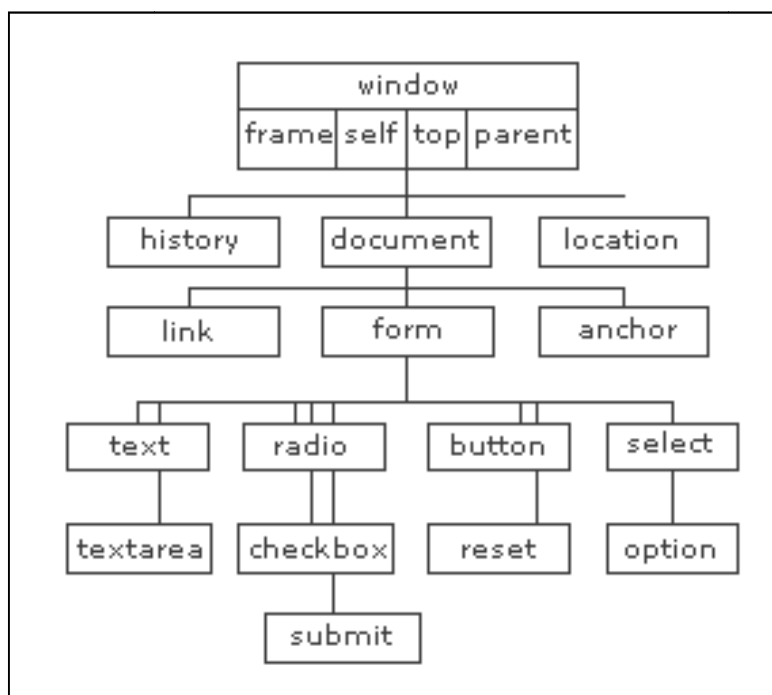 window
frame self top parent
history document location
link form anchor
text radio button select
textarea checkbox reset option
submit